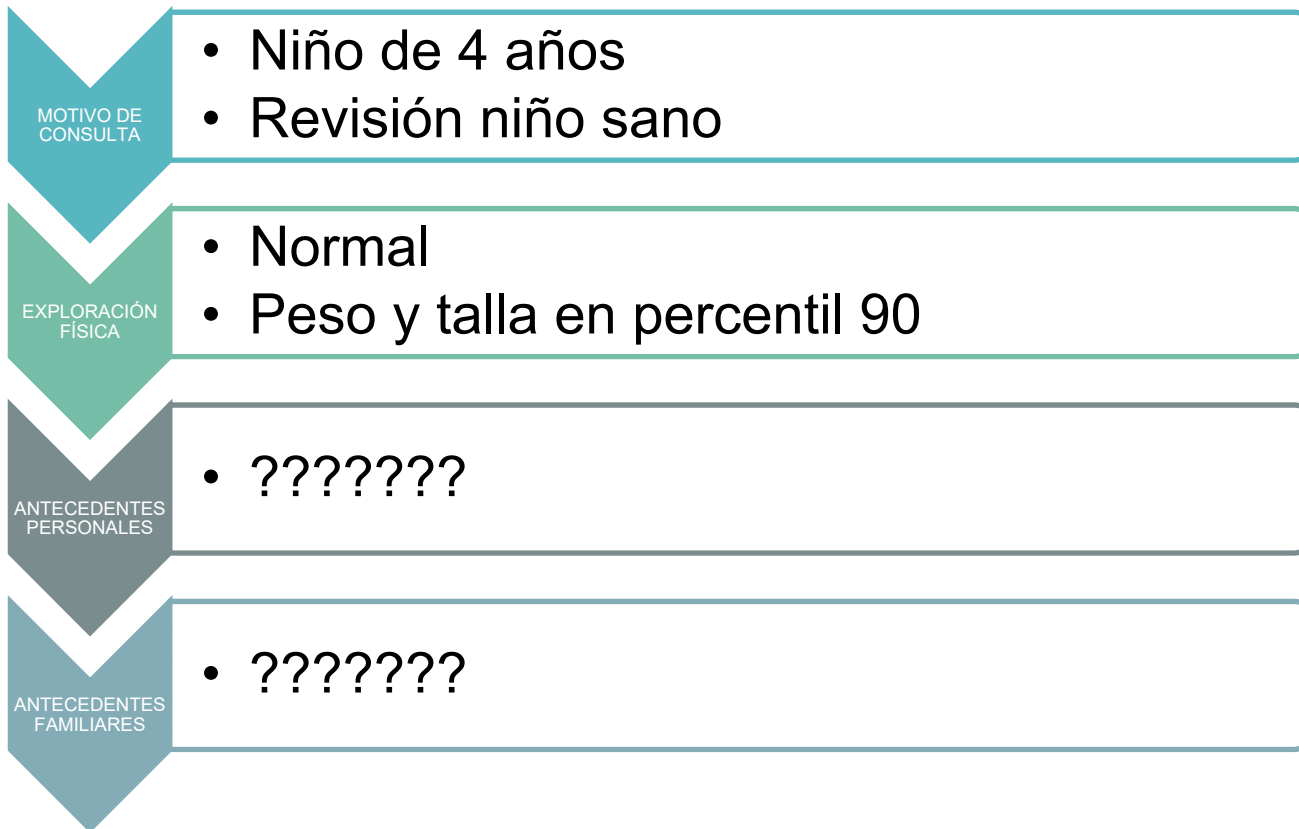 MOTIVO DE
CONSULTA
• Niño de 4 años
• Revisión niño sano
EXPLORACIÓN
FÍSICA
• Normal
• Peso y talla en percentil 90
ANTECEDENTES
PERSONALES
• ???????
ANTECEDENTES
FAMILIARES
• ???????